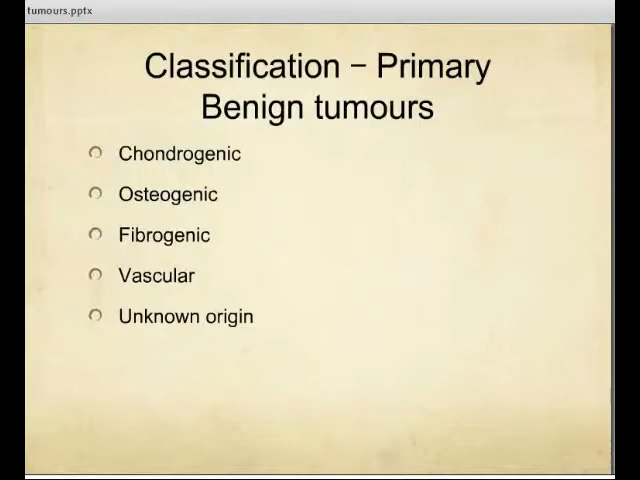 tumours.pptx
Classification – Primary
Benign tumours
Chondrogenic
Osteogenic
Fibrogenic
Vascular
Unknown origin